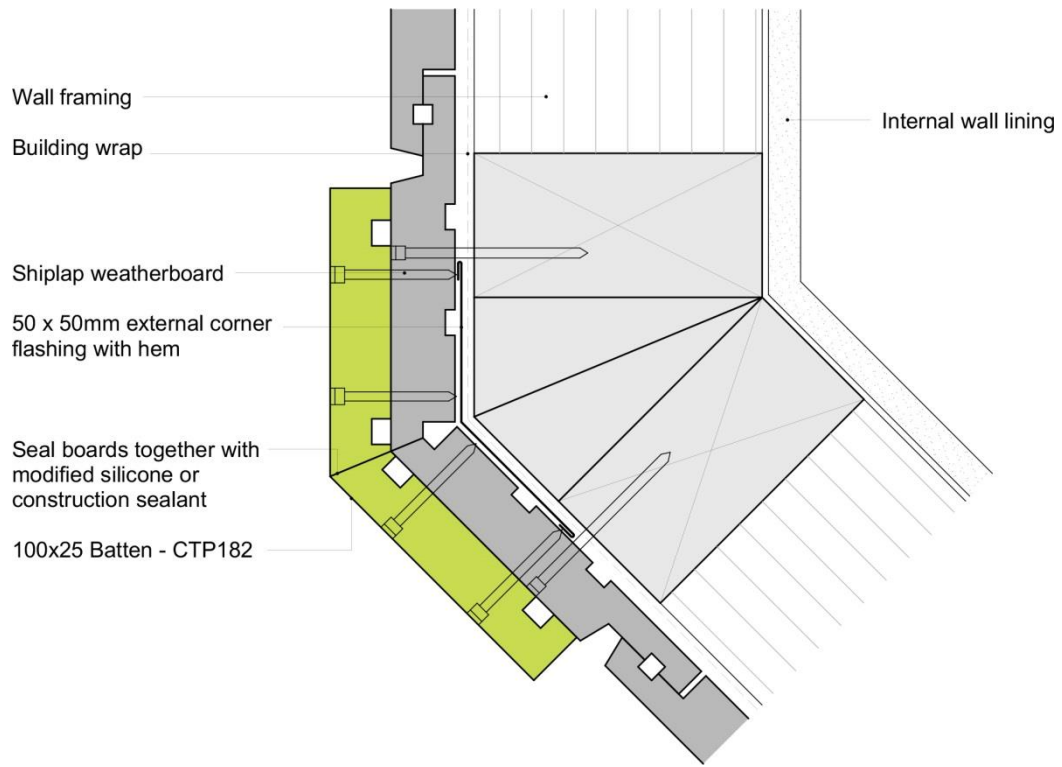 Wall framing
Building wrap
Shiplap weatherboard
50 x 50mm external corner
flashing with hem
Seal boards together with
modified silicone or
construction sealant
100x25 Batten - CTP182
Internal wall lining